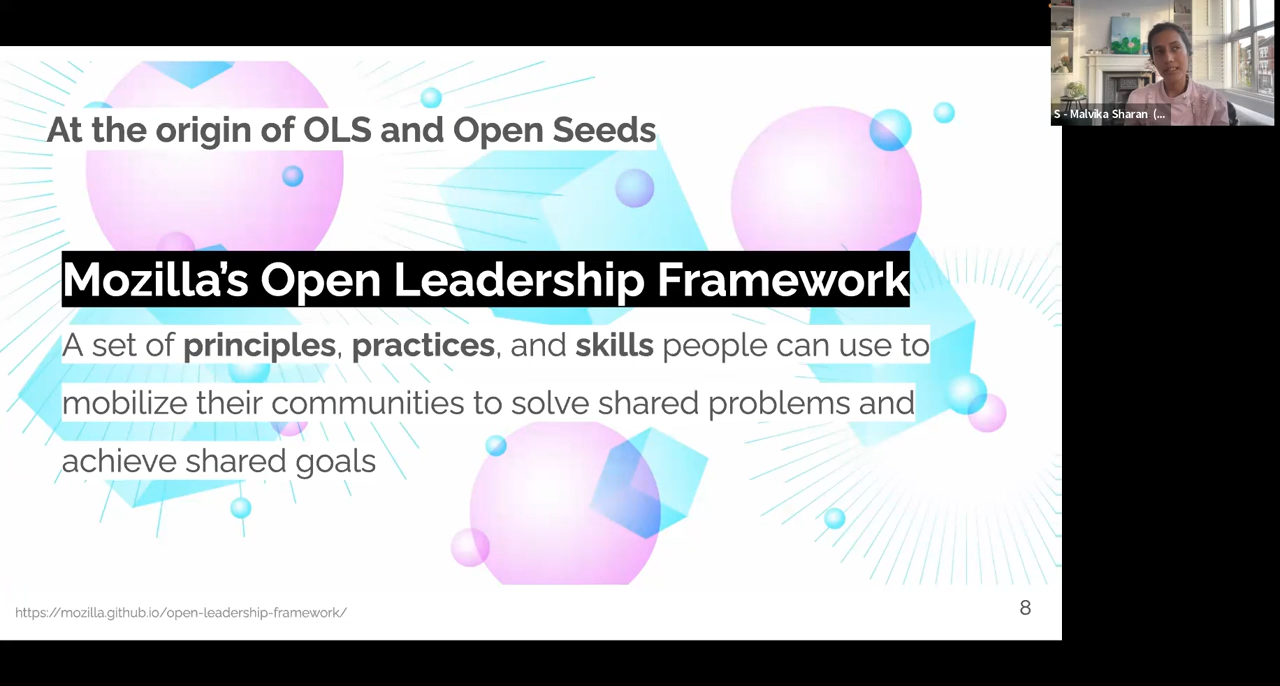 At the origin of OLS and Open Seeds
Mozilla’s Open Leadership Framework
A set of principles, practices, and skills people can use to
mobilize their communities to solve shared problems and
achieve shared goals
https://mozilla.github.io/open-leadership-framework/
8
S - Malvika Sharan (...